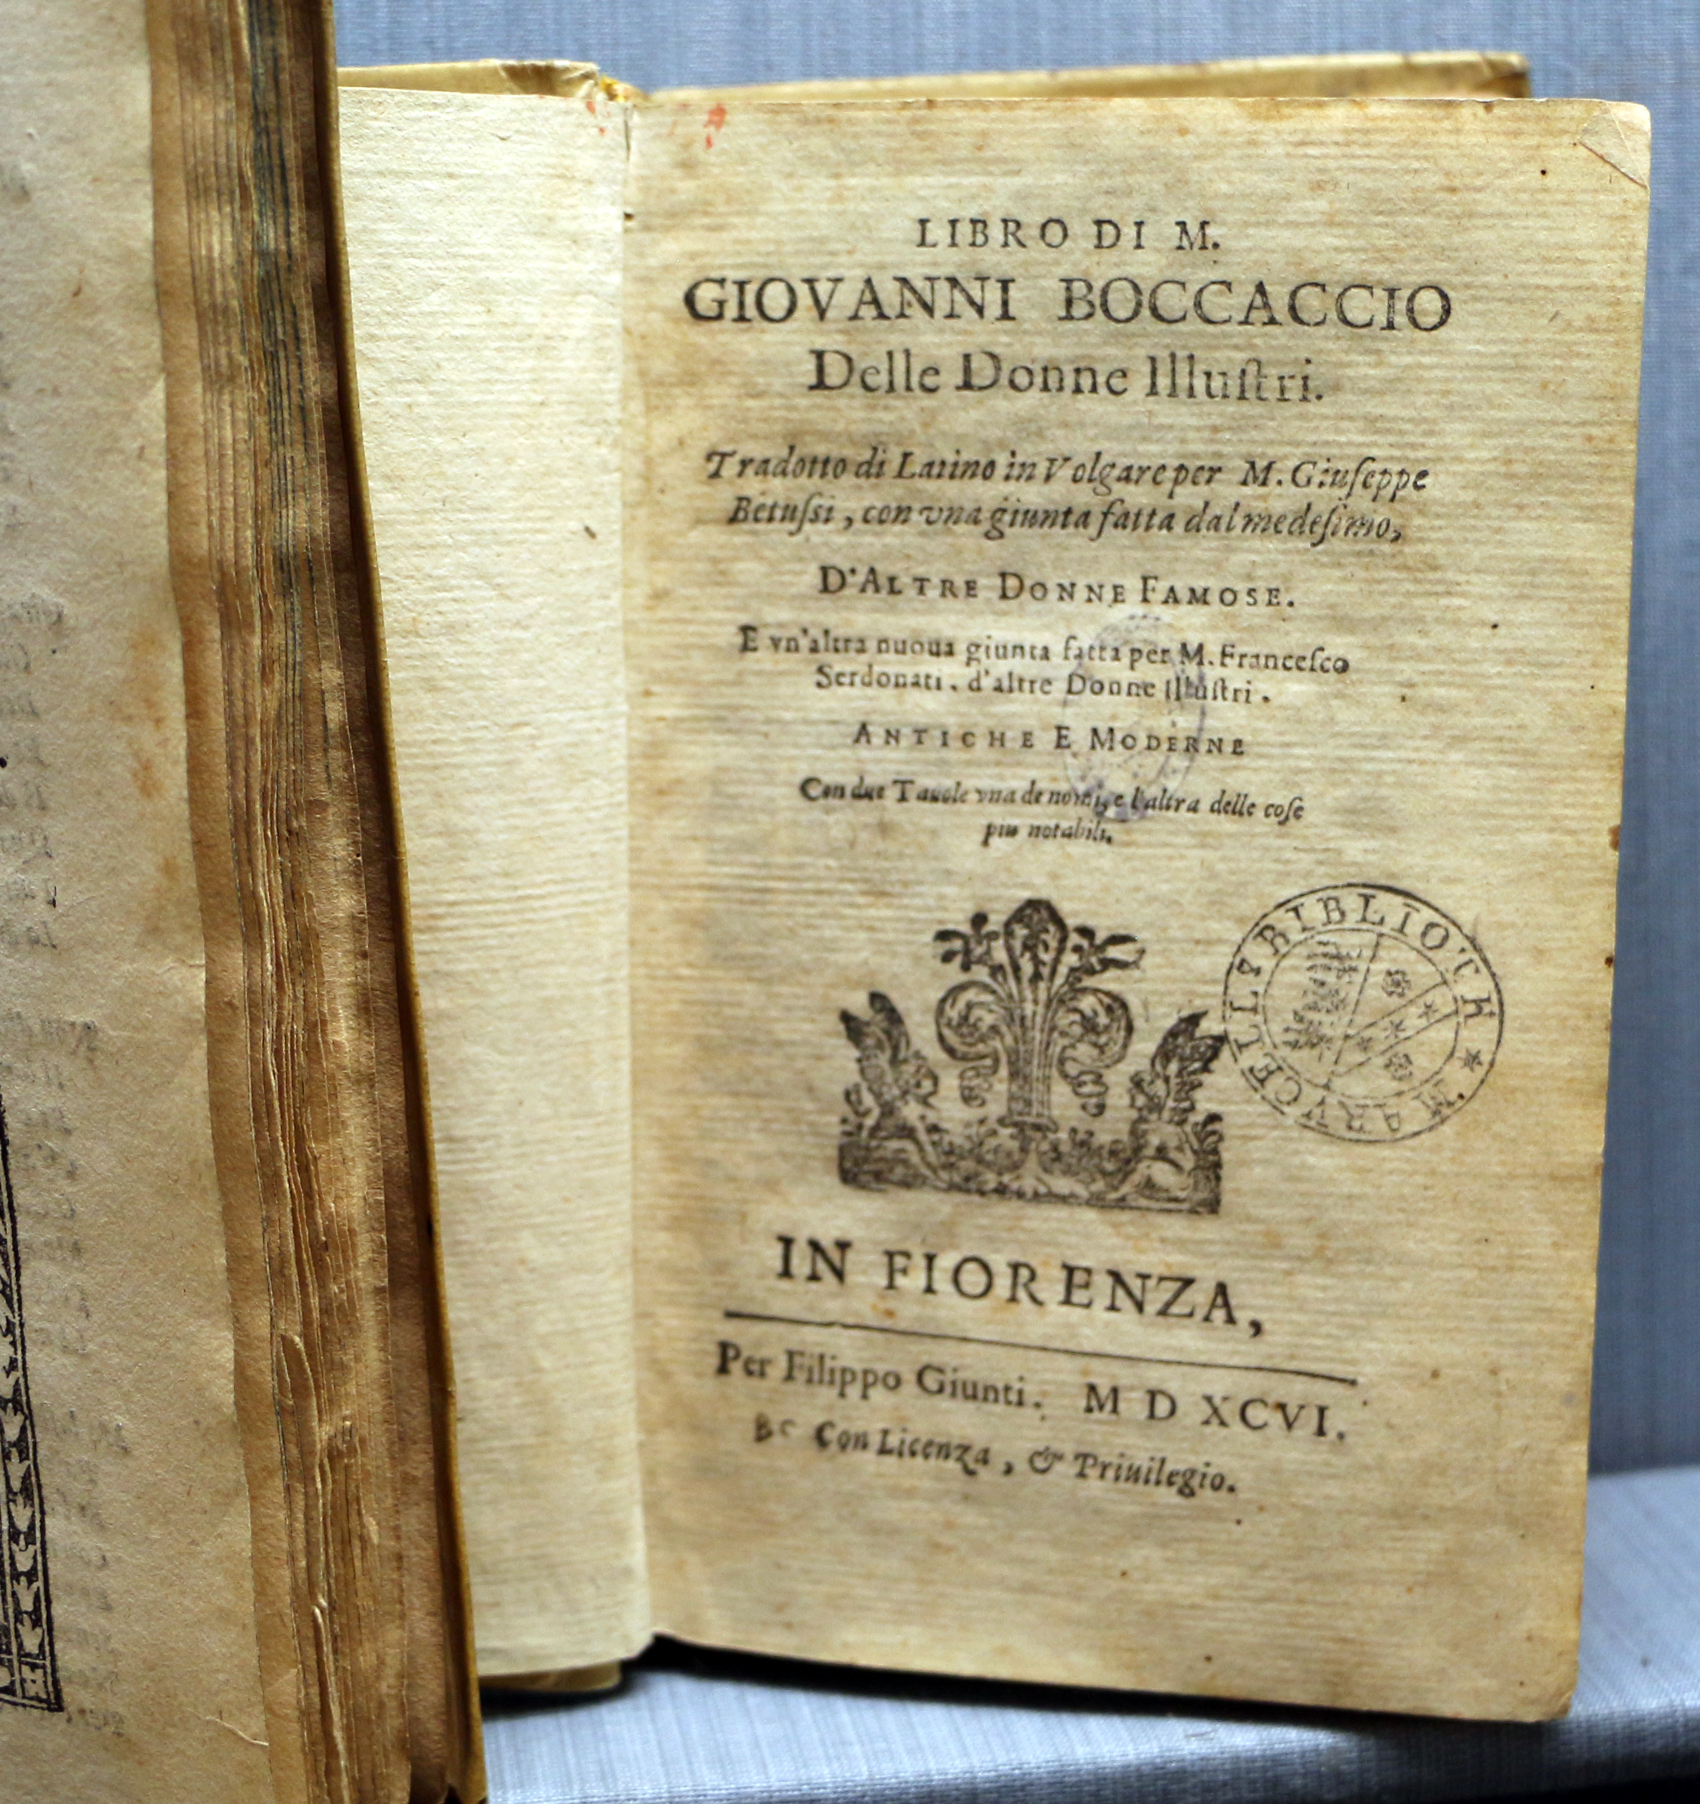 LIBRO DI M.
GIOVANNI BOCCACCIO
Delle Donne Illuſtri.
Tradotto di Latino in Volgare per M. Giuſeppe
Betuſsi, con vna giunta fatta dal medeſimo,
D'ALTRE DONNE FAMOSE.
E vn'altra nuoua giunta fatta per M. Franceſco
Serdonati. d'altre Donne Illuſtri.
ANTICHE E MODERNE
Con due Tauole vna de nomi, e l'altra delle coſe
piu notabili.
BIBLIOTH * MARVCELL
IN FIORENZA,
Per Filippo Giunti. M D XCVI.
Con Licenza, & Priuilegio.